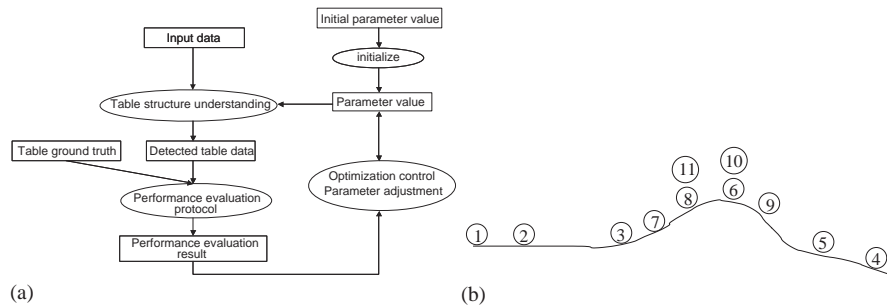 Input data
Initial parameter value
initialize
Table structure understanding
Parameter value
Table ground truth
Detected table data
Optimization control
Parameter adjustment
Performance evaluation
protocol
Performance evaluation
result
(a)
11
10
8
6
7
9
1
2
3
5
4
(b)